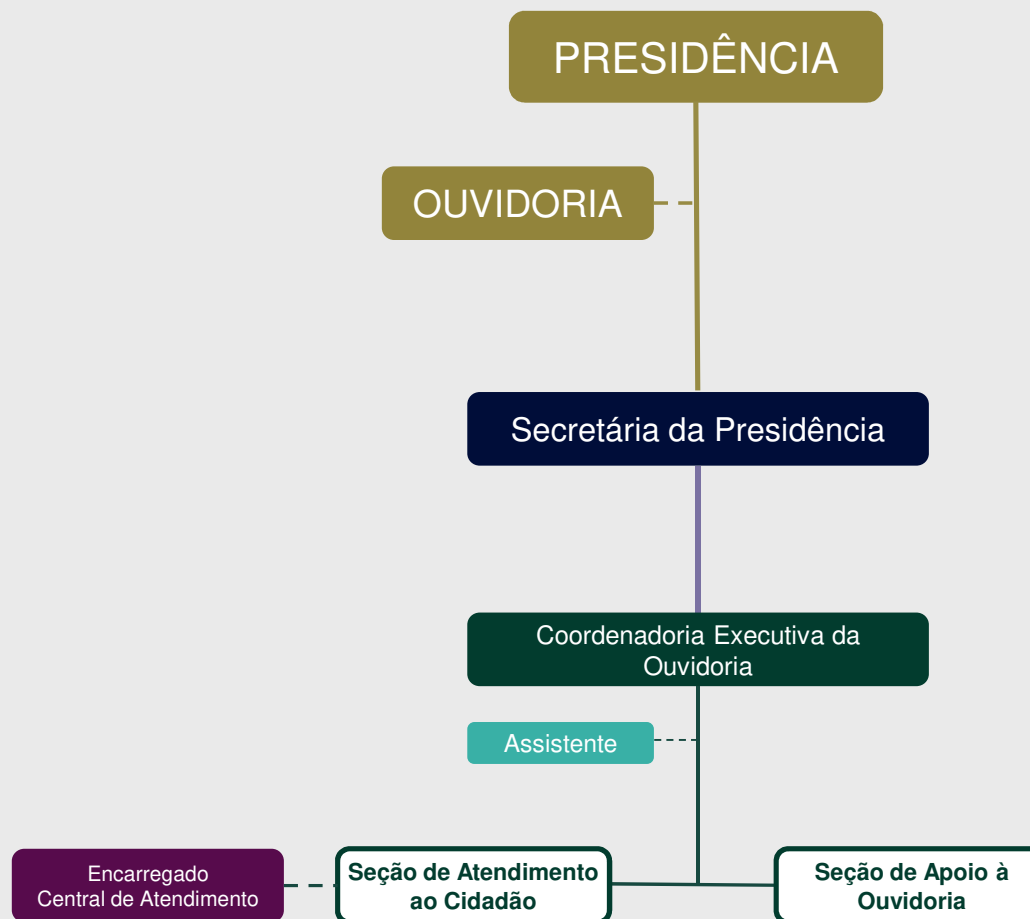 PRESIDÊNCIA
OUVIDORIA
Secretária da Presidência
Coordenadoria Executiva da
Ouvidoria
Assistente
Encarregado
Central de Atendimento
Seção de Atendimento
ao Cidadão
Seção de Apoio à
Ouvidoria